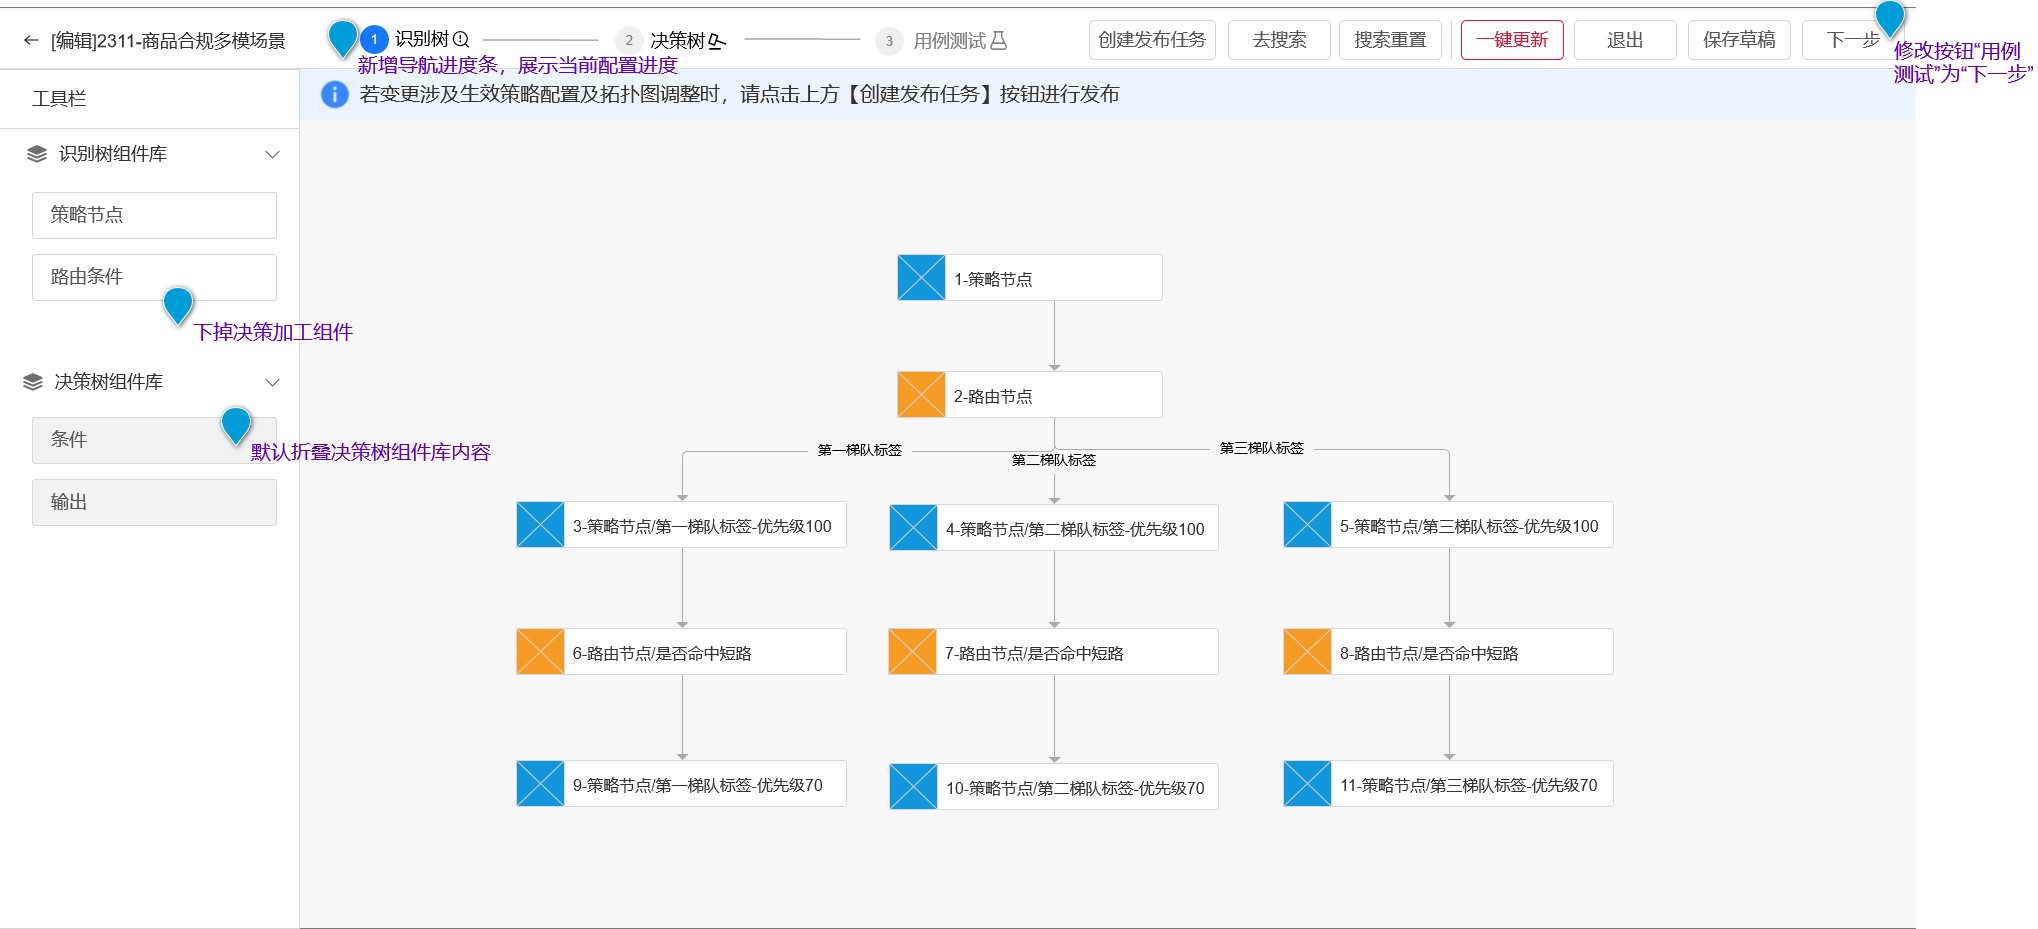 [编辑]2311-商品合规多模场景
1 识别树
2 决策树
3 用例测试
创建发布任务
去搜索
搜索重置
一键更新
退出
保存草稿
下一步
新增导航进度条，展示当前配置进度
修改按钮“用例
测试”为“下一步”
工具栏
若变更涉及生效策略配置及拓扑图调整时，请点击上方【创建发布任务】按钮进行发布
识别树组件库
策略节点
路由条件
下掉决策加工组件
决策树组件库
条件
默认折叠决策树组件库内容
输出
1-策略节点
2-路由节点
第一梯队标签
第二梯队标签
第三梯队标签
3-策略节点/第一梯队标签-优先级100
4-策略节点/第二梯队标签-优先级100
5-策略节点/第三梯队标签-优先级100
6-路由节点/是否命中短路
7-路由节点/是否命中短路
8-路由节点/是否命中短路
9-策略节点/第一梯队标签-优先级70
10-策略节点/第二梯队标签-优先级70
11-策略节点/第三梯队标签-优先级70